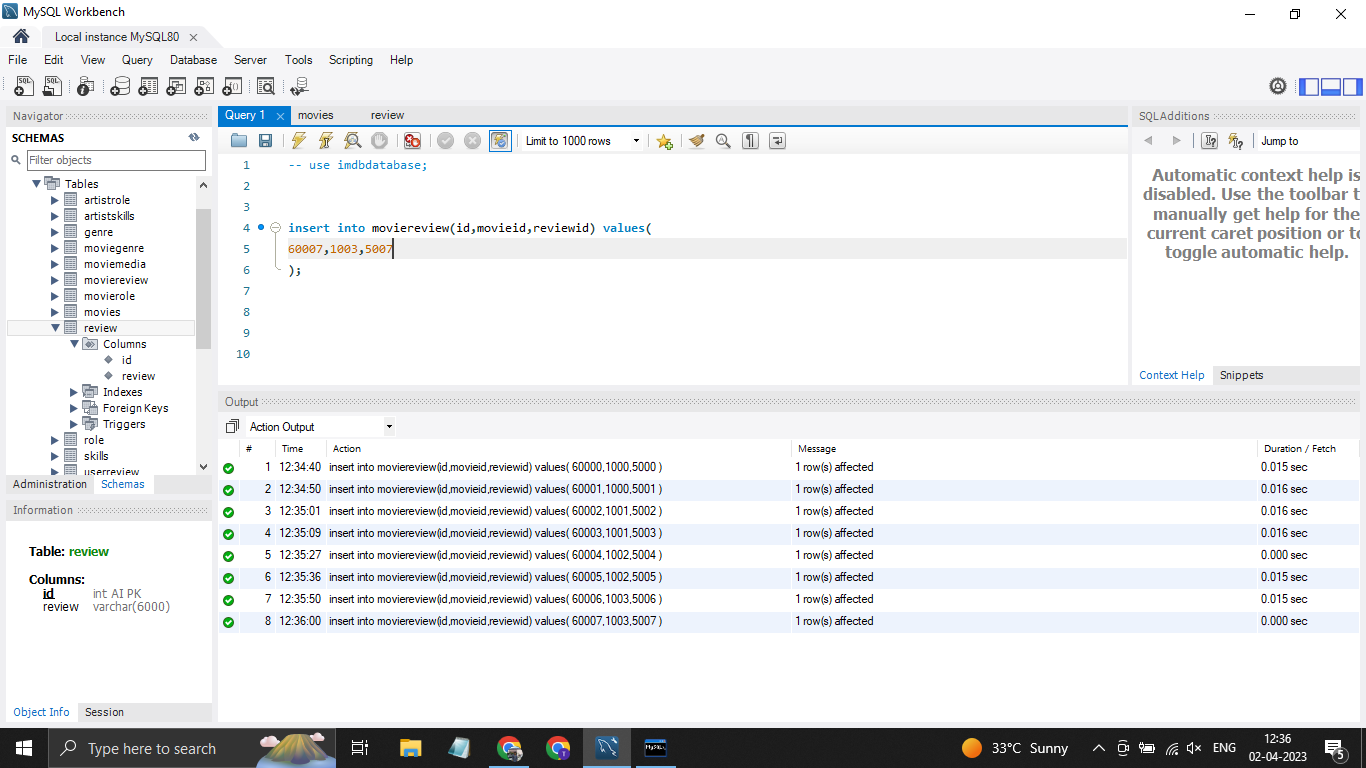 MySQL Workbench
Local instance MySQL80
File Edit View Query Database Server Tools Scripting Help
Navigator
SCHEMAS
Filter objects
Tables
artistrole
artistskills
genre
moviegenre
moviemedia
moviereview
movierole
movies
review
Columns
id
review
Indexes
Foreign Keys
Triggers
role
skills
userreview
Administration Schemas
Information
Table: review
Columns:
id int AI PK
review varchar(6000)
Object Info Session
Query 1 movies review
Limit to 1000 rows
1 -- use imdbdatabase;
2
3
4 insert into moviereview(id,movieid,reviewid) values(
5 60007,1003,5007
6 );
7
8
9
10
SQLAdditions
Jump to
Automatic context help is
disabled. Use the toolbar t
manually get help for the
current caret position or to
toggle automatic help.
Context Help Snippets
Output
Action Output
# Time Action Message Duration / Fetch
1 12:34:40 insert into moviereview(id,movieid,reviewid) values( 60000,1000,5000 ) 1 row(s) affected 0.015 sec
2 12:34:50 insert into moviereview(id,movieid,reviewid) values( 60001,1000,5001 ) 1 row(s) affected 0.016 sec
3 12:35:01 insert into moviereview(id,movieid,reviewid) values( 60002,1001,5002 ) 1 row(s) affected 0.016 sec
4 12:35:09 insert into moviereview(id,movieid,reviewid) values( 60003,1001,5003 ) 1 row(s) affected 0.016 sec
5 12:35:27 insert into moviereview(id,movieid,reviewid) values( 60004,1002,5004 ) 1 row(s) affected 0.000 sec
6 12:35:36 insert into moviereview(id,movieid,reviewid) values( 60005,1002,5005 ) 1 row(s) affected 0.015 sec
7 12:35:50 insert into moviereview(id,movieid,reviewid) values( 60006,1003,5006 ) 1 row(s) affected 0.015 sec
8 12:36:00 insert into moviereview(id,movieid,reviewid) values( 60007,1003,5007 ) 1 row(s) affected 0.000 sec
Type here to search
33°C Sunny
ENG
12:36
02-04-2023
5